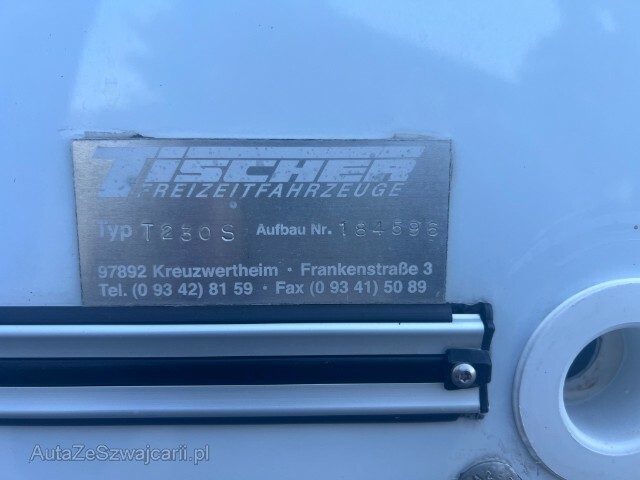 TISCHER
FREIZEITFAHRZEUGE
Typ T230S Aufbau Nr.
97892 Kreuzwertheim · Frankenstraße 3
Tel. (0 93 42) 81 59 · Fax (0 93 41) 50 89
AutaZeSzwajcarii.pl